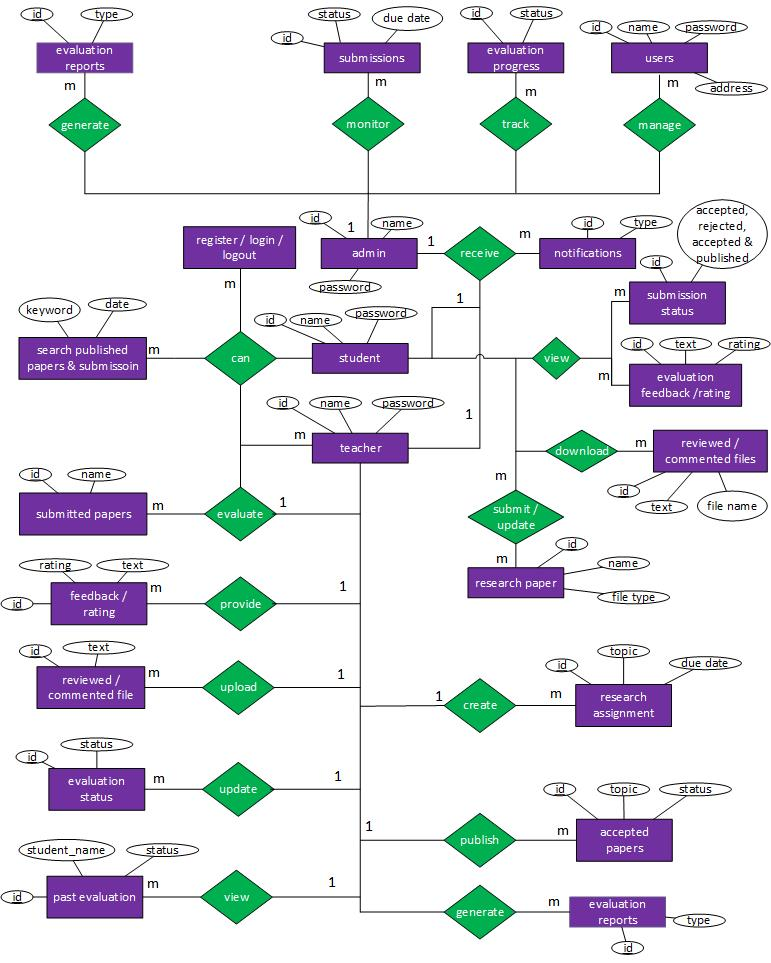 id
type
status
due date
id
status
id
name
password
id
evaluation
reports
submissions
evaluation
progress
users
address
m
m
m
m
generate
monitor
track
manage
accepted,
rejected,
accepted &
published
id
name
id
type
register / login /
logout
1
admin
1
receive
m
notifications
id
password
m
1
m
submission
status
keyword
date
id
name
password
id
text
rating
search published
papers & submissoin
m
can
student
view
m
evaluation
feedback /rating
id
name
password
1
m
teacher
download
m
reviewed /
commented files
id
name
m
id
text
file name
submitted papers
m
evaluate
1
submit /
update
id
rating
text
m
research paper
name
file type
id
feedback /
rating
m
provide
1
id
text
reviewed /
commented file
m
upload
1
topic
id
due date
1
create
m
research
assignment
status
id
evaluation
status
m
update
1
id
topic
status
1
publish
m
accepted
papers
student_name
status
id
past evaluation
m
view
1
generate
m
evaluation
reports
type
id